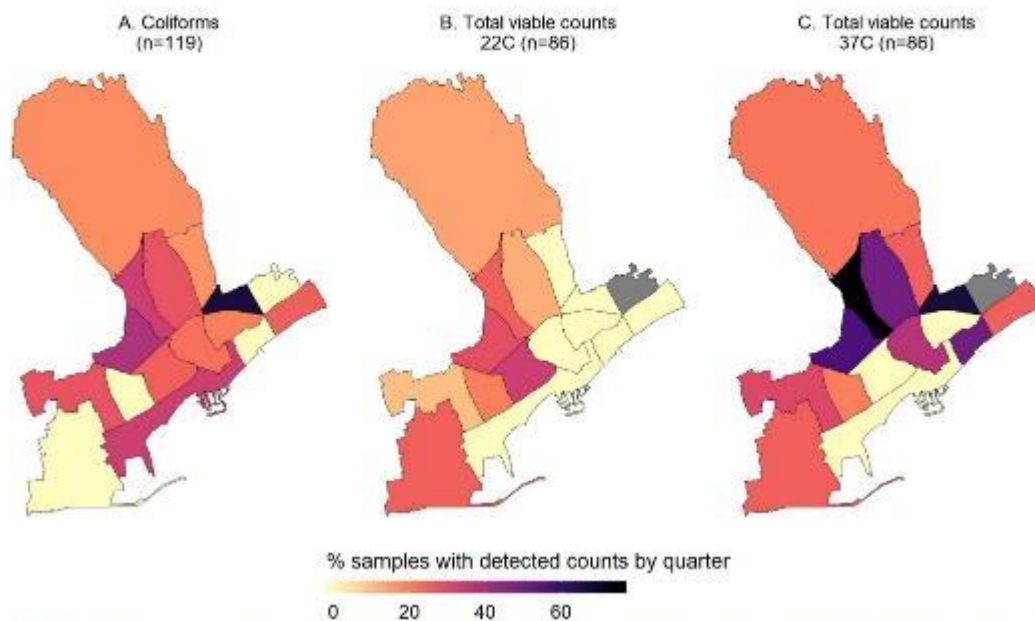 A. Coliforms
(n=119)
B. Total viable counts
22C (n=86)
C. Total viable counts
37C (n=86)
% samples with detected counts by quarter
0 20 40 60